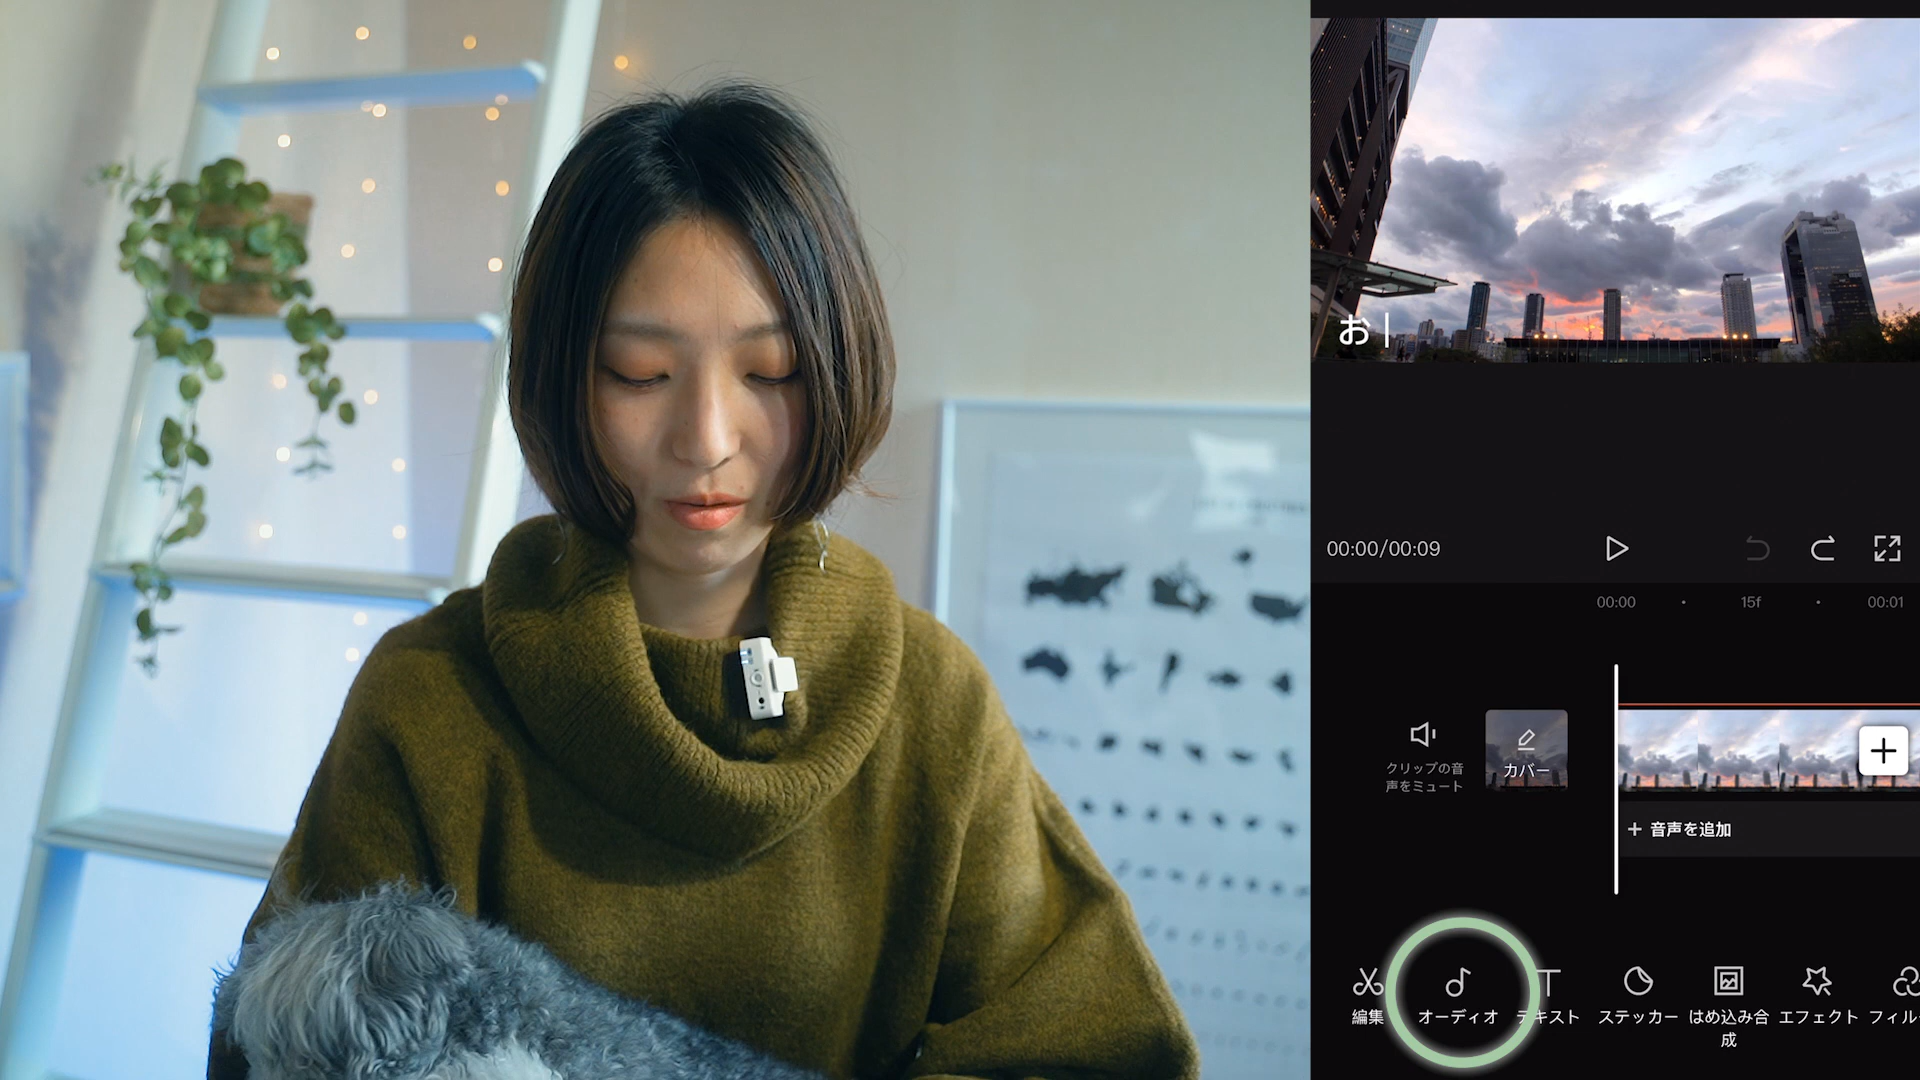 お
00:00/00:09
00:00
15f
00:01
クリップの音
声をミュート
カバー
音声を追加
編集
オーディオ
テキスト
ステッカー
はめ込み合
成
エフェクト
フィル